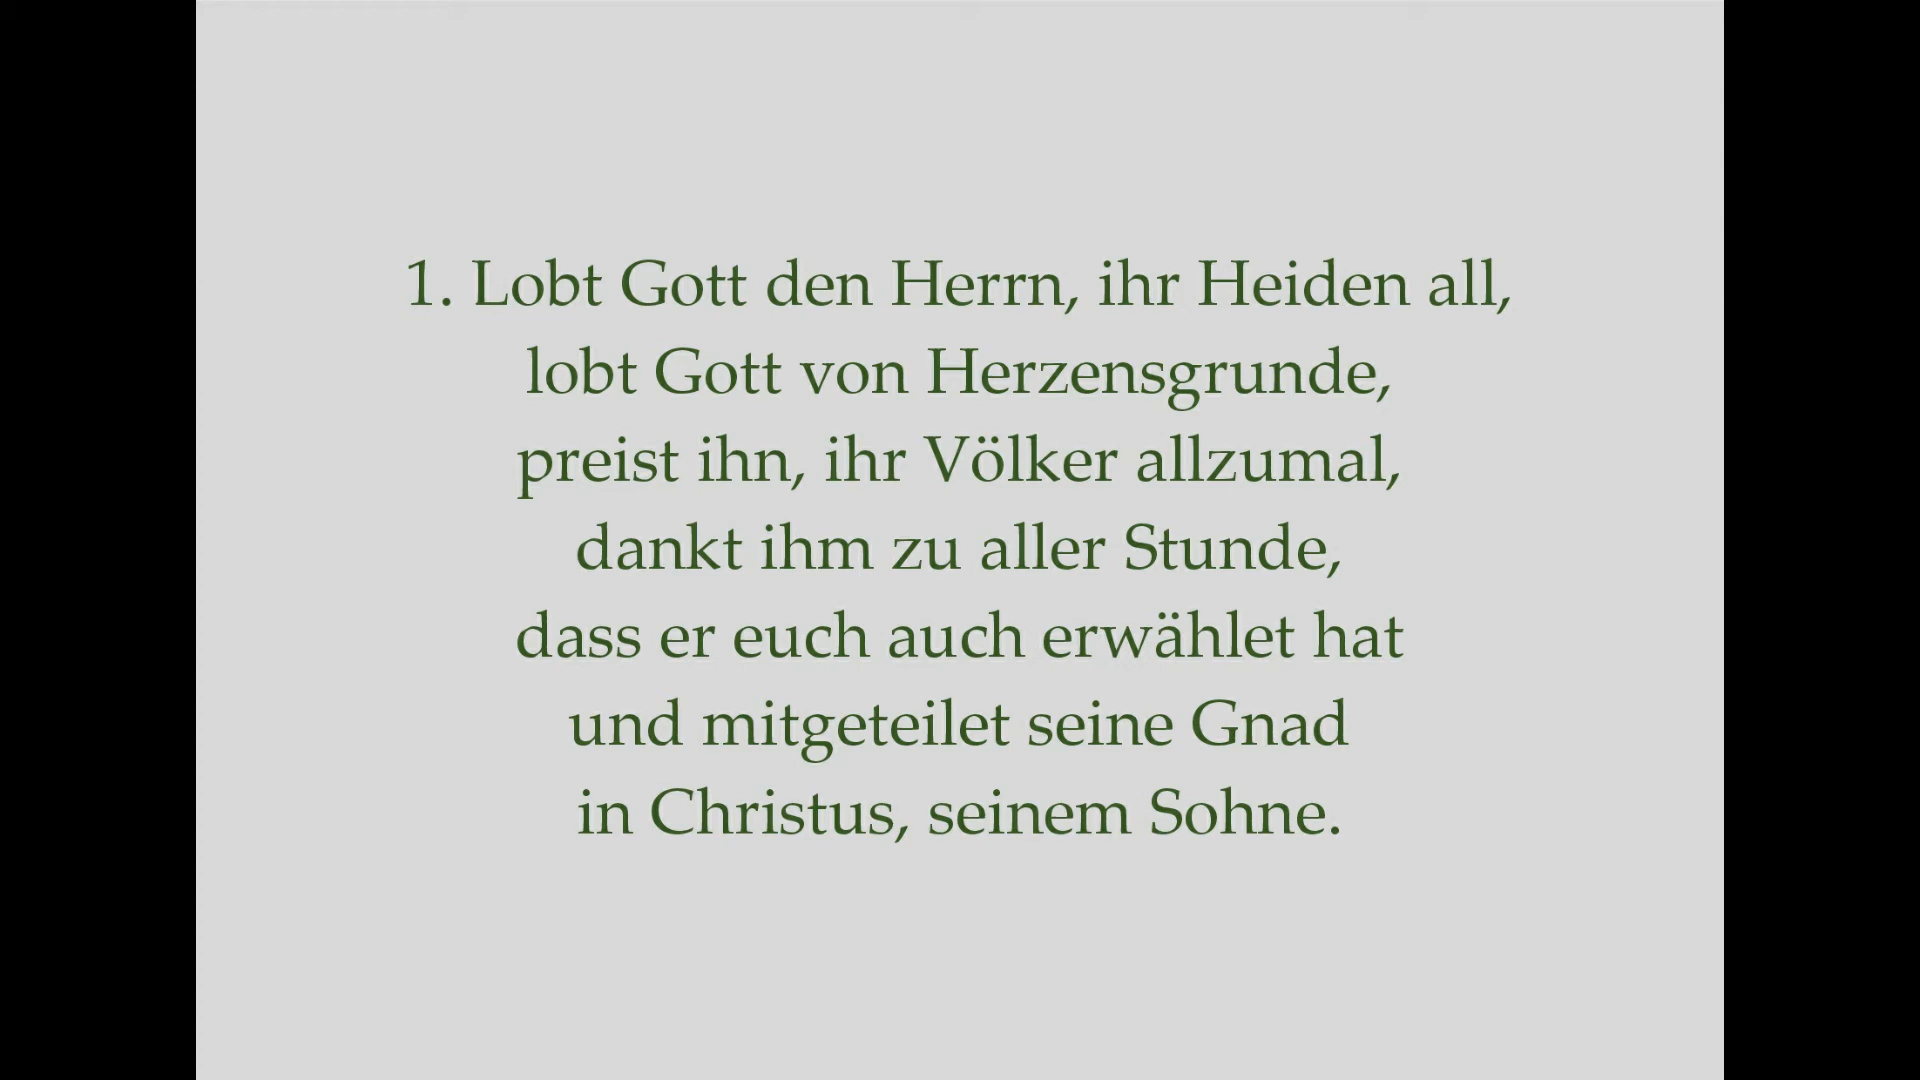 1. Lobt Gott den Herrn, ihr Heiden all,
lobt Gott von Herzensgrunde,
preist ihn, ihr Völker allzumal,
dankt ihm zu aller Stunde,
dass er euch auch erwählet hat
und mitgeteilet seine Gnad
in Christus, seinem Sohne.